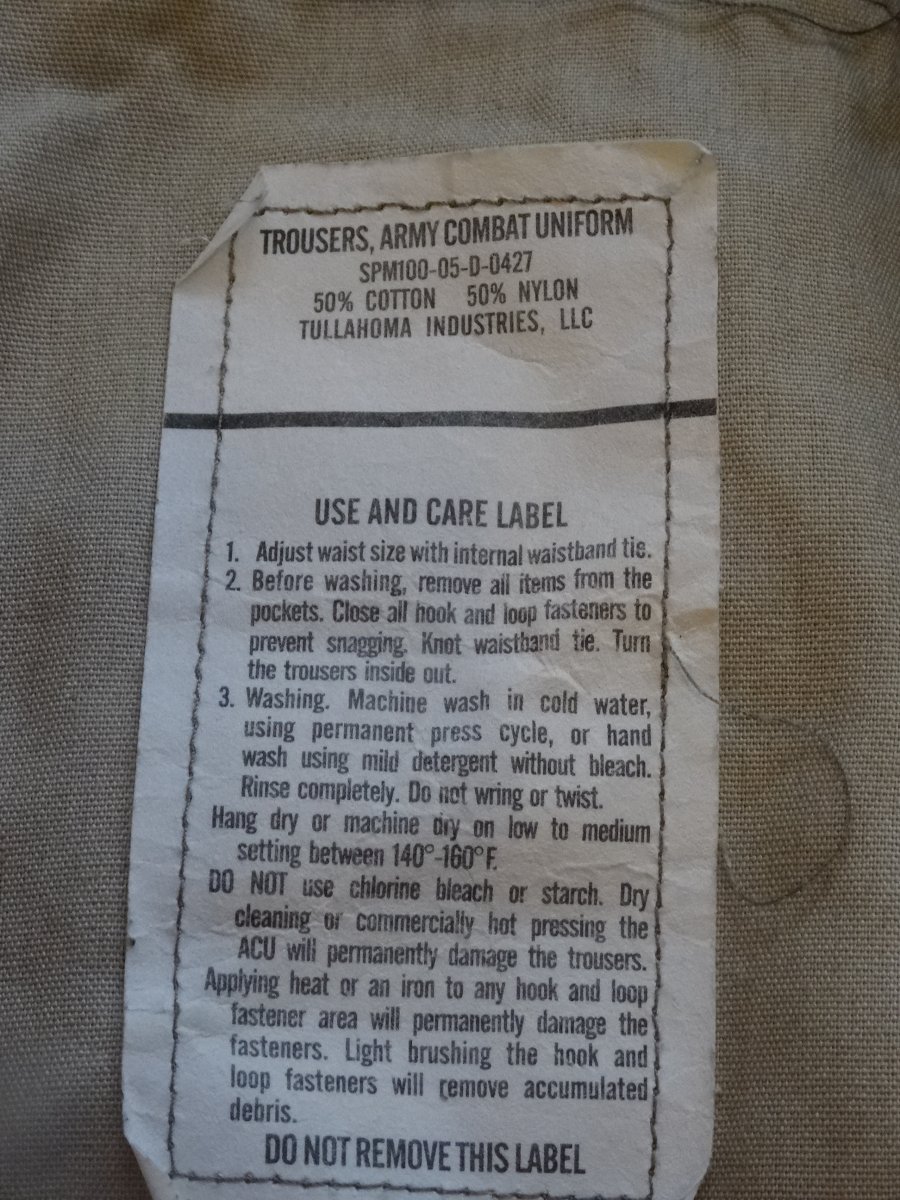 TROUSERS, ARMY COMBAT UNIFORM
SPM100-05-D-0427
50% COTTON 50% NYLON
TULLAHOMA INDUSTRIES, LLC
USE AND CARE LABEL
1. Adjust waist size with internal waistband tie.
2. Before washing, remove all items from the
pockets. Close all hook and loop fasteners to
prevent snagging. Knot waistband tie. Turn
the trousers inside out.
3. Washing. Machine wash in cold water,
using permanent press cycle, or hand
wash using mild detergent without bleach.
Rinse completely. Do not wring or twist.
Hang dry or machine dry on low to medium
setting between 140°-160°F.
DO NOT use chlorine bleach or starch. Dry
cleaning or commercially hot pressing the
ACU will permanently damage the trousers.
Applying heat or an iron to any hook and loop
fastener area will permanently damage the
fasteners. Light brushing the hook and
loop fasteners will remove accumulated
debris.
DO NOT REMOVE THIS LABEL